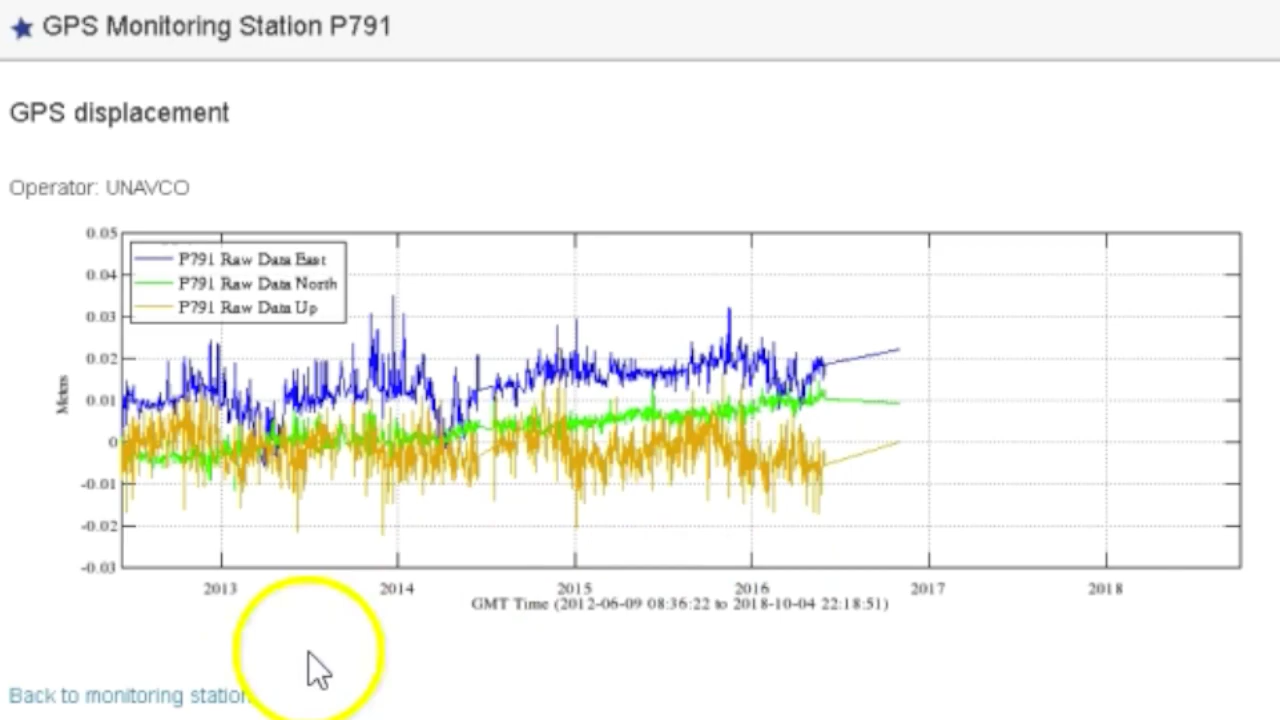 GPS Monitoring Station P791
GPS displacement
Operator: UNAVCO
0.05
0.04
0.03
0.02
0.01
0
-0.01
-0.02
-0.03
Meters
P791 Raw Data East
P791 Raw Data North
P791 Raw Data Up
2013 2014 2015 2016 2017 2018
GMT Time (2012-06-09 08:36:22 to 2018-10-04 22:18:51)
Back to monitoring station